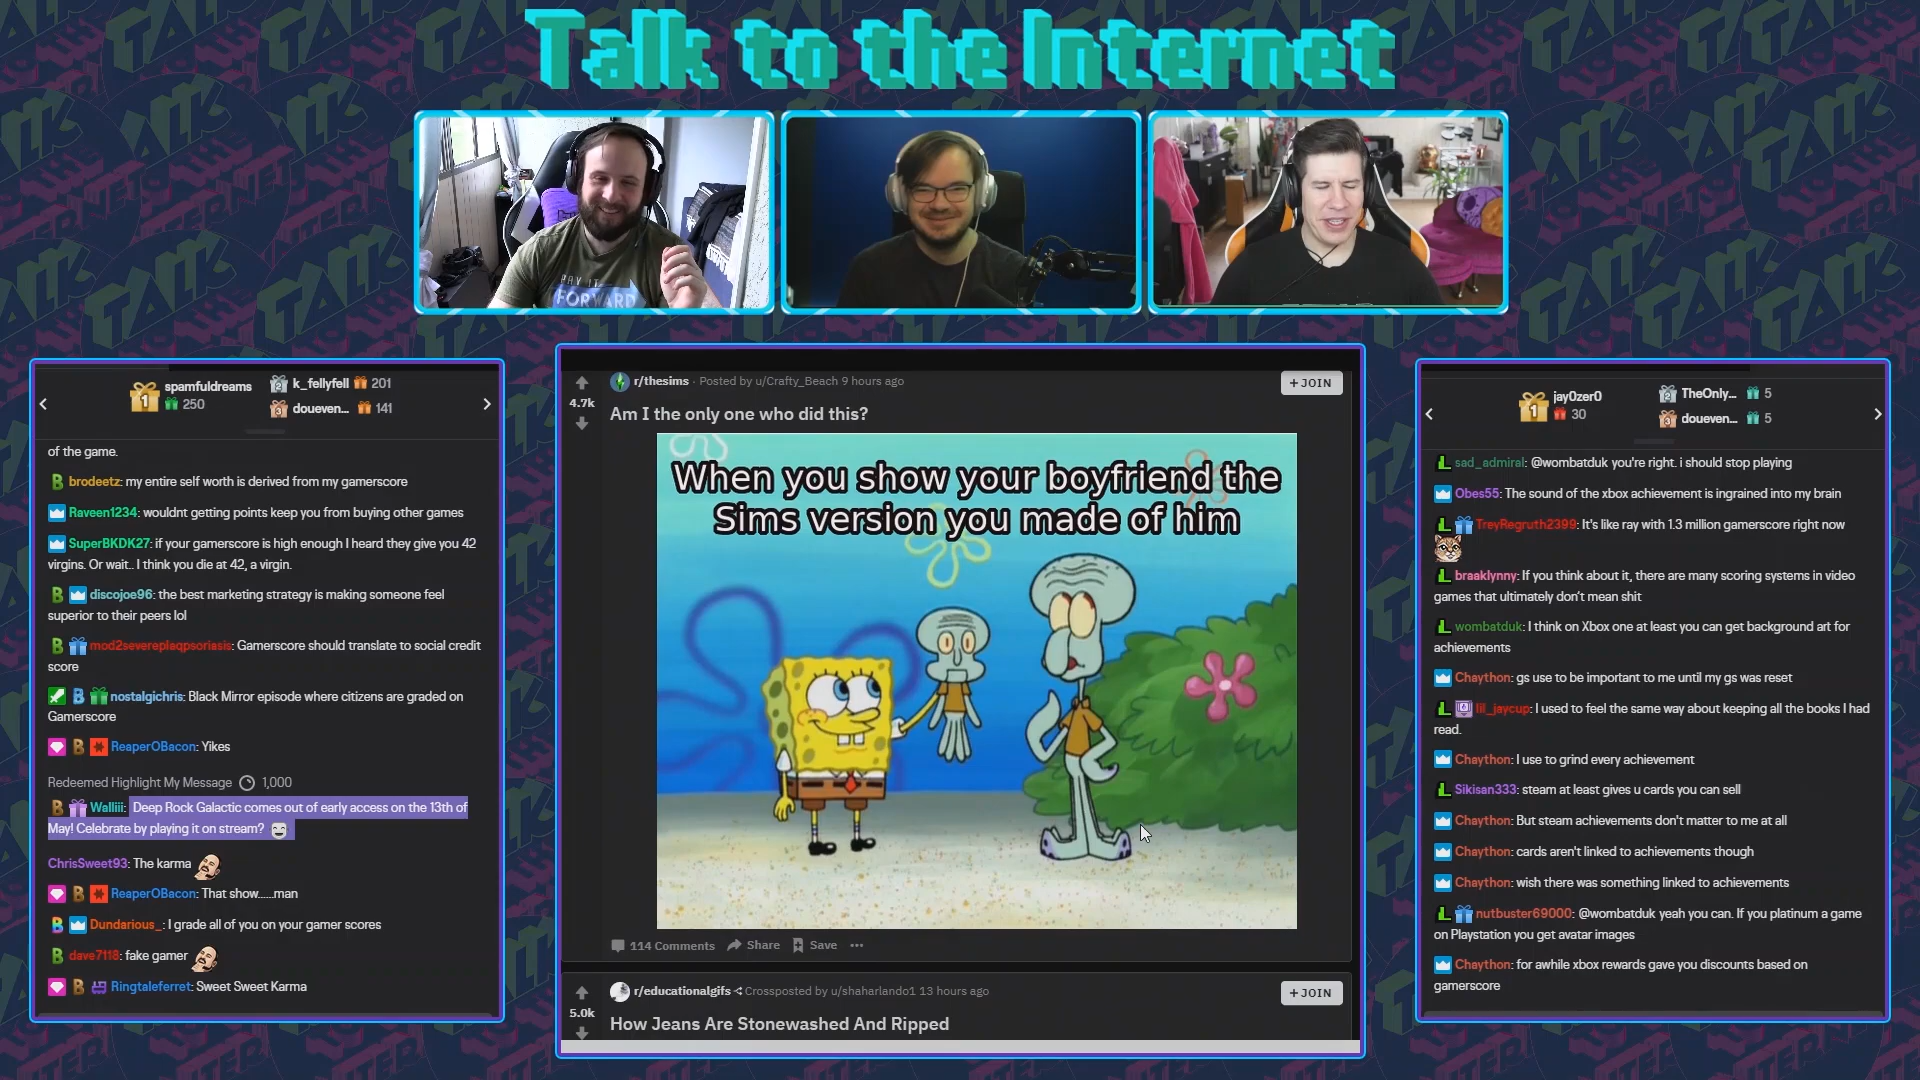 Talk to the Internet
PAY IT
FORWARD
spamfuldreams
250
k_fellyfell 201
doueven... 141
of the game.
brodeetz: my entire self worth is derived from my gamerscore
Raveen1234: wouldnt getting points keep you from buying other games
SuperBKDK27: if your gamerscore is high enough I heard they give you 42
virgins. Or wait.. I think you die at 42, a virgin.
discojoe96: the best marketing strategy is making someone feel
superior to their peers lol
mod2severeplaqpsoriasis: Gamerscore should translate to social credit
score
nostalgichris: Black Mirror episode where citizens are graded on
Gamerscore
ReaperOBacon: Yikes
Redeemed Highlight My Message 1,000
Walliii: Deep Rock Galactic comes out of early access on the 13th of
May! Celebrate by playing it on stream?
ChrisSweet93: The karma
ReaperOBacon: That show......man
Dundarious_: I grade all of you on your gamer scores
dave7118: fake gamer
Ringtaleferret: Sweet Sweet Karma
r/thesims · Posted by u/Crafty_Beach 9 hours ago
+ JOIN
4.7k
Am I the only one who did this?
When you show your boyfriend the
Sims version you made of him
114 Comments Share Save ...
r/educationalgifs Crossposted by u/shaharlando1 13 hours ago
+ JOIN
5.0k
How Jeans Are Stonewashed And Ripped
jay0zer0
30
TheOnly... 5
doueven... 5
sad_admiral: @wombatduk you're right. i should stop playing
Obes55: The sound of the xbox achievement is ingrained into my brain
TreyRegruth2399: It's like ray with 1.3 million gamerscore right now
braaklynny: If you think about it, there are many scoring systems in video
games that ultimately don't mean shit
wombatduk: I think on Xbox one at least you can get background art for
achievements
Chaython: gs use to be important to me until my gs was reset
lil_jaycup: I used to feel the same way about keeping all the books I had
read.
Chaython: I use to grind every achievement
Sikisan333: steam at least gives u cards you can sell
Chaython: But steam achievements don't matter to me at all
Chaython: cards aren't linked to achievements though
Chaython: wish there was something linked to achievements
nutbuster69000: @wombatduk yeah you can. If you platinum a game
on Playstation you get avatar images
Chaython: for awhile xbox rewards gave you discounts based on
gamerscore